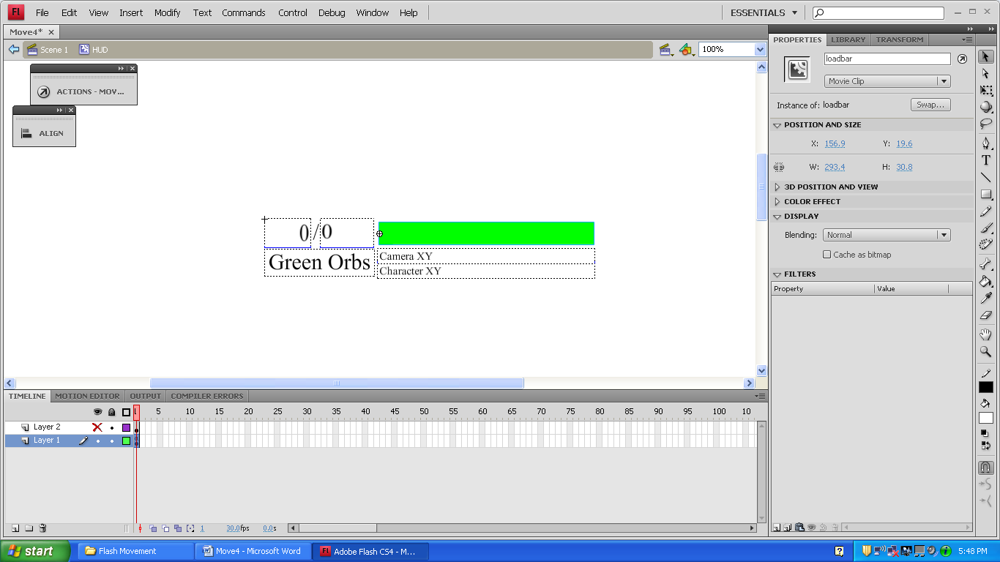 Fl File Edit View Insert Modify Text Commands Control Debug Window Help ESSENTIALS
Move4*
Scene 1 HUD 100%
ACTIONS - MOV...
ALIGN
0 / 0
Green Orbs
Camera XY
Character XY
PROPERTIES LIBRARY TRANSFORM
loadbar
Movie Clip
Instance of: loadbar Swap...
POSITION AND SIZE
X: 156.9 Y: 19.6
W: 293.4 H: 30.8
3D POSITION AND VIEW
COLOR EFFECT
DISPLAY
Blending: Normal
Cache as bitmap
FILTERS
Property Value
T
TIMELINE MOTION EDITOR OUTPUT COMPILER ERRORS
1 5 10 15 20 25 30 35 40 45 50 55 60 65 70 75 80 85 90 95 100 10
Layer 2
Layer 1
1 30.0fps 0.0s
start Flash Movement Move4 - Microsoft Word Fl Adobe Flash CS4 - M... 5:48 PM